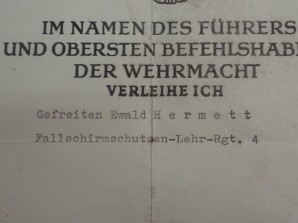 IM NAMEN DES FÜHRERS
UND OBERSTEN BEFEHLSHABE
DER WEHRMACHT
VERLEIHE ICH
Gefreiten Ewald Hermett
Fallschirmschutzen-Lehr-Rgt. 4